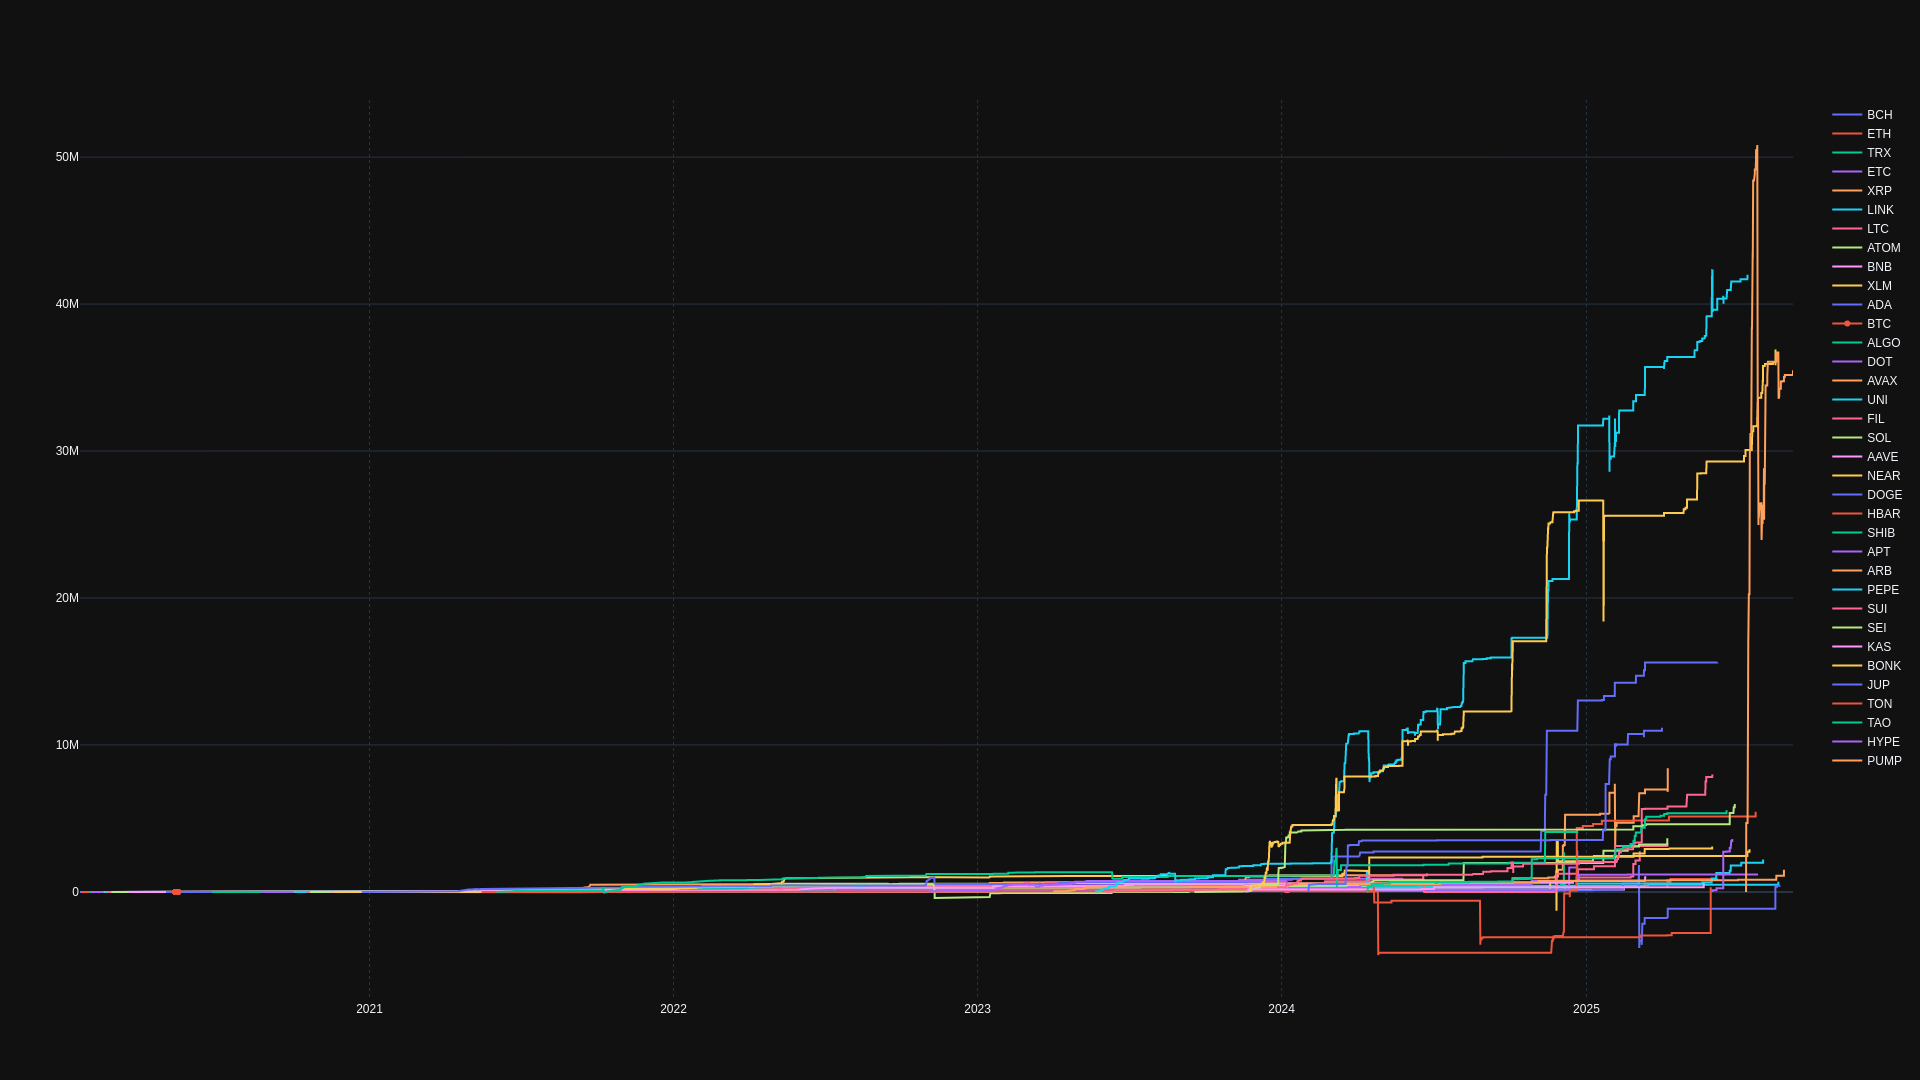 50M
40M
30M
20M
10M
0
2021
2022
2023
2024
2025
BCH
ETH
TRX
ETC
XRP
LINK
LTC
ATOM
BNB
XLM
ADA
BTC
ALGO
DOT
AVAX
UNI
FIL
SOL
AAVE
NEAR
DOGE
HBAR
SHIB
APT
ARB
PEPE
SUI
SEI
KAS
BONK
JUP
TON
TAO
HYPE
PUMP